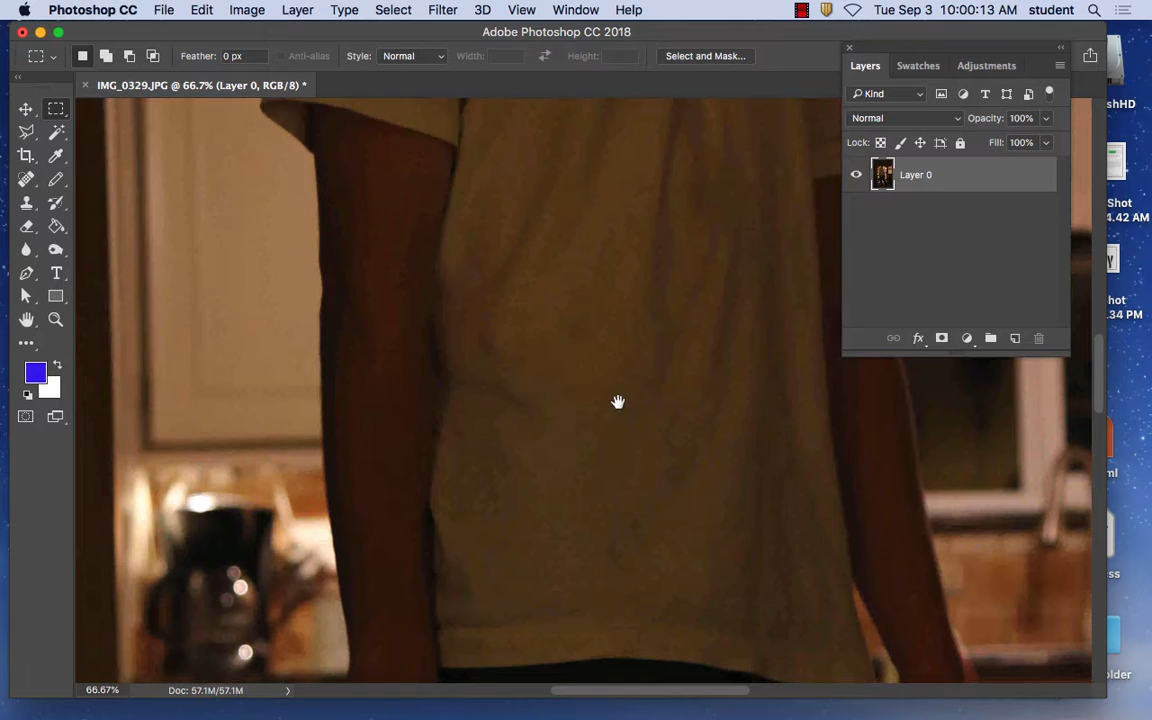 Photoshop CC File Edit Image Layer Type Select Filter 3D View Window Help Tue Sep 3 10:00:13 AM student
Adobe Photoshop CC 2018
Feather: 0 px Anti-alias Style: Normal Width: Height: Select and Mask...
IMG_0329.JPG @ 66.7% (Layer 0, RGB/8) *
Layers Swatches Adjustments
Kind
Normal Opacity: 100%
Lock: Fill: 100%
Layer 0
shHD
Shot
4.42 AM
shot
.34 PM
ml
ss
older
66.67% Doc: 57.1M/57.1M